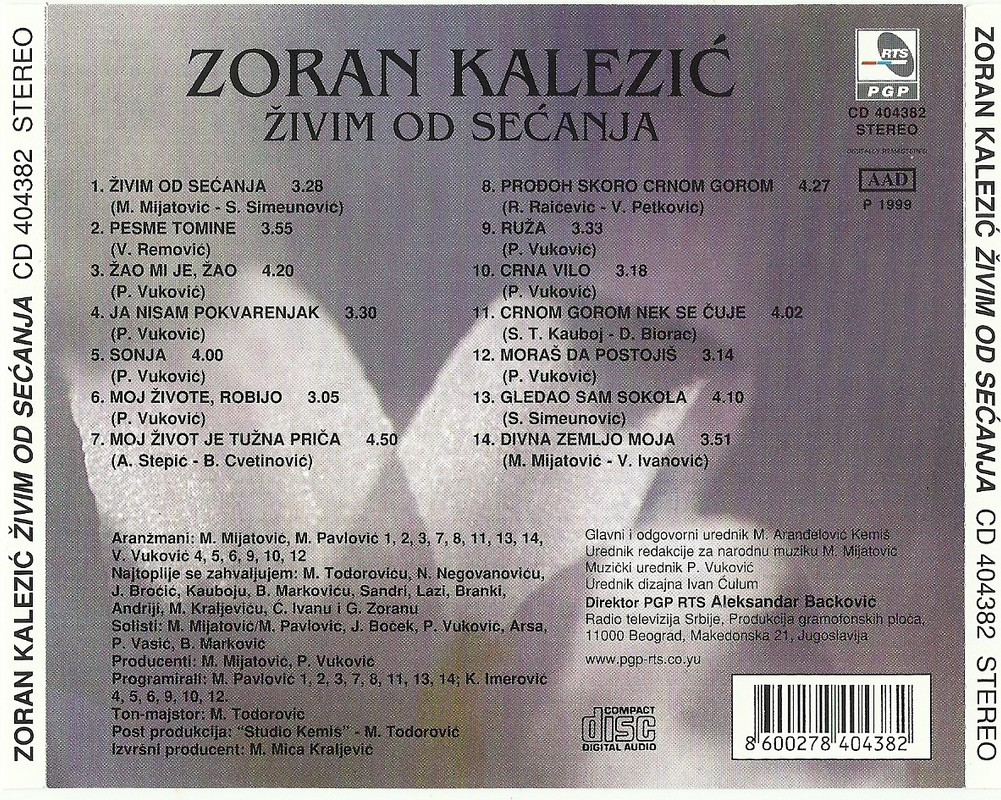 ZORAN KALEZIĆ ŽIVIM OD SEĆANJA CD 404382 STEREO
ZORAN KALEZIĆ
ŽIVIM OD SEĆANJA
RTS
PGP
CD 404382
STEREO
DIGITALLY REMASTERED
AAD
P 1999
1. ŽIVIM OD SEĆANJA 3.28
(M. Mijatović - S. Simeunović)
2. PESME TOMINE 3.55
(V. Remović)
3. ŽAO MI JE, ŽAO 4.20
(P. Vuković)
4. JA NISAM POKVARENJAK 3.30
(P. Vuković)
5. SONJA 4.00
(P. Vuković)
6. MOJ ŽIVOTE, ROBIJO 3.05
(P. Vuković)
7. MOJ ŽIVOT JE TUŽNA PRIČA 4.50
(A. Stepić - B. Cvetinović)
8. PROĐOH SKORO CRNOM GOROM 4.27
(R. Raičević - V. Petković)
9. RUŽA 3.33
(P. Vuković)
10. CRNA VILO 3.18
(P. Vuković)
11. CRNOM GOROM NEK SE ČUJE 4.02
(S. T. Kauboj - D. Biorac)
12. MORAŠ DA POSTOJIŠ 3.14
(P. Vuković)
13. GLEDAO SAM SOKOLA 4.10
(S. Simeunović)
14. DIVNA ZEMLJO MOJA 3.51
(M. Mijatović - V. Ivanović)
Aranžmani: M. Mijatović, M. Pavlović 1, 2, 3, 7, 8, 11, 13, 14,
V. Vuković 4, 5, 6, 9, 10, 12
Najtoplije se zahvaljujem: M. Todoroviću, N. Negovanoviću,
J. Broćić, Kauboju, B. Markoviću, Sandri, Lazi, Branki,
Andriji, M. Kraljeviću, Č. Ivanu i G. Zoranu
Solisti: M. Mijatović/M. Pavlovic, J. Boček, P. Vuković, Arsa,
P. Vasić, B. Marković
Producenti: M. Mijatović, P. Vuković
Programirali: M. Pavlović 1, 2, 3, 7, 8, 11, 13, 14; K. Imerović
4, 5, 6, 9, 10, 12.
Ton-majstor: M. Todorovic
Post produkcija: "Studio Kemis" - M. Todorović
Izvršni producent: M. Mića Kraljević
Glavni i odgovorni urednik M. Aranđelović Kemiš
Urednik redakcije za narodnu muziku M. Mijatović
Muzički urednik P. Vuković
Urednik dizajna Ivan Ćulum
Direktor PGP RTS Aleksandar Backović
Radio televizija Srbije, Produkcija gramofonskih ploča,
11000 Beograd, Makedonska 21, Jugoslavija
www.pgp-rts.co.yu
COMPACT
disc
DIGITAL AUDIO
8 600278 404382
ZORAN KALEZIĆ ŽIVIM OD SEĆANJA CD 404382 STEREO